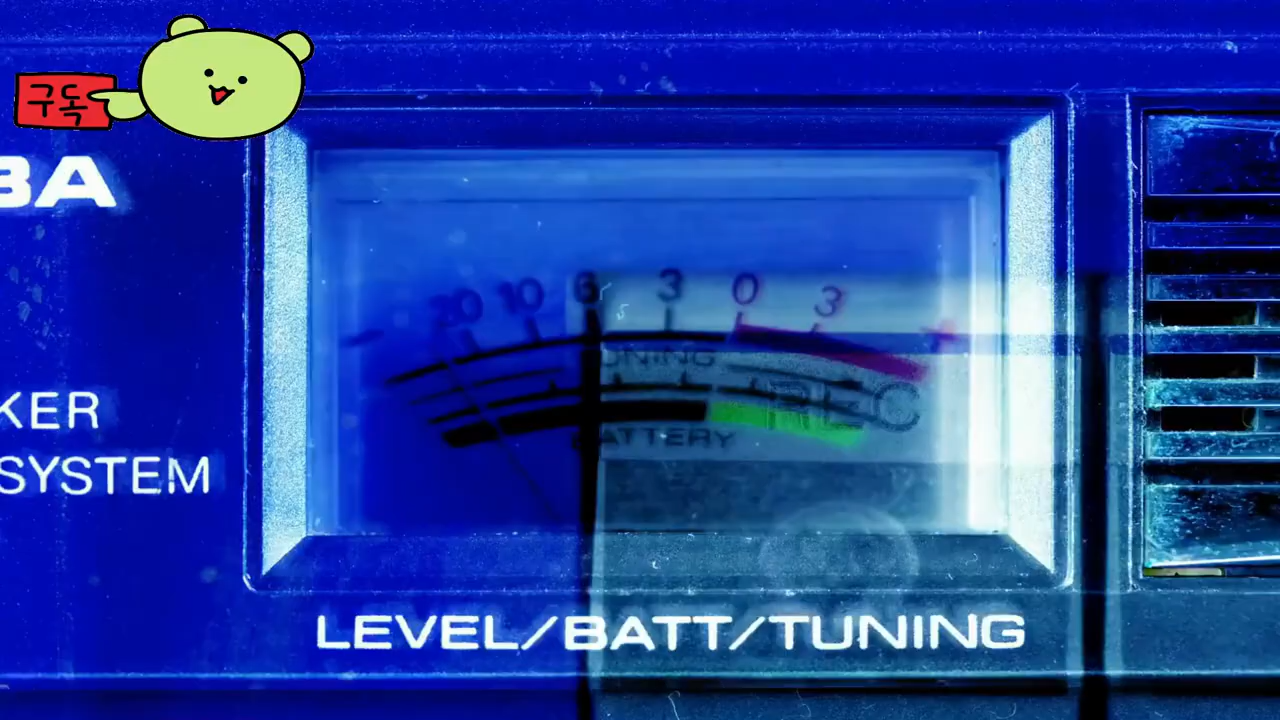 구독
BA
20 10 6 3 0 3
- +
TUNING
REC
BATTERY
KER
SYSTEM
LEVEL/BATT/TUNING